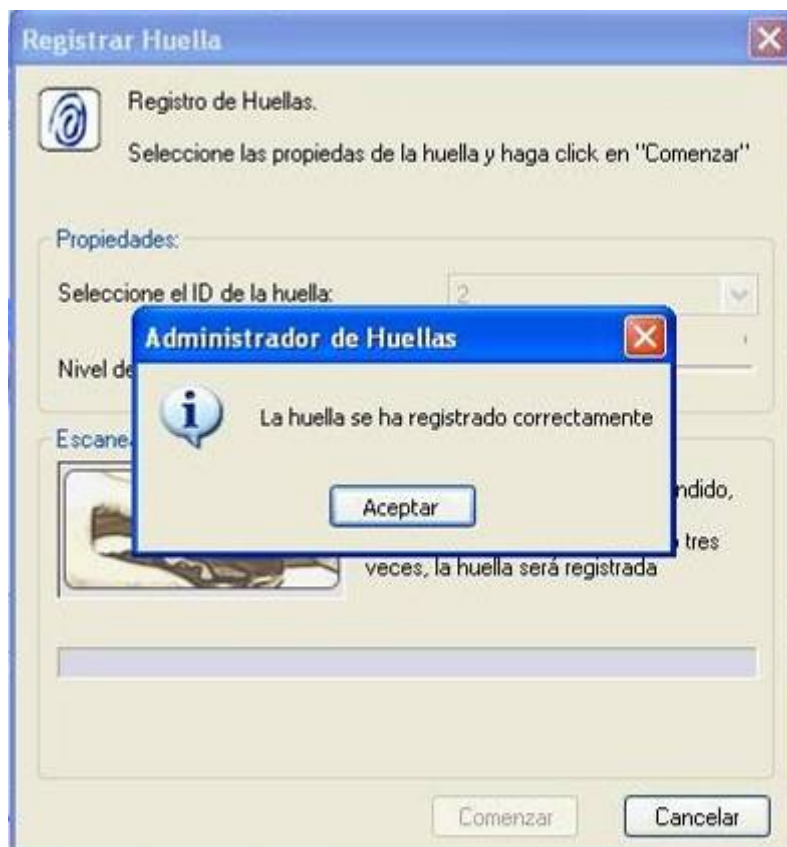 Registrar Huella
Registro de Huellas.
Seleccione las propiedas de la huella y haga click en "Comenzar"
Propiedades:
Seleccione el ID de la huella:
2
Administrador de Huellas
Nivel de
La huella se ha registrado correctamente
Aceptar
tres
veces, la huella será registrada
Comenzar
Cancelar